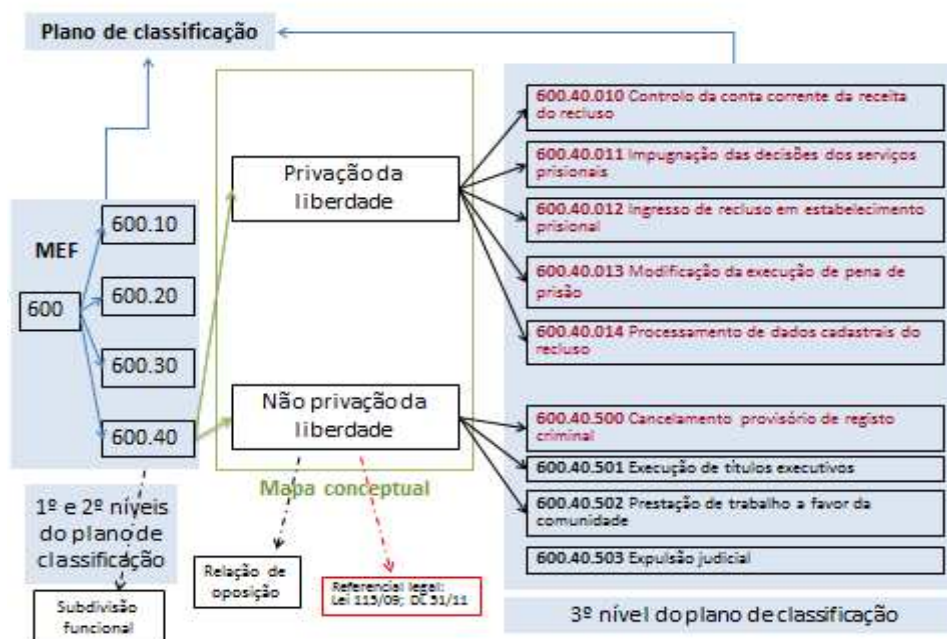 Plano de classificação
MEF
600
600.10
600.20
600.30
600.40
1º e 2º níveis
do plano de
classificação
Subdivisão
funcional
Privação da
liberdade
Não privação da
liberdade
Mapa conceptual
Relação de
oposição
Referencial legal:
Lei 115/09; DL 51/11
600.40.010 Controlo da conta corrente da receita
do recluso
600.40.011 Impugnação das decisões dos serviços
prisionais
600.40.012 Ingresso de recluso em estabelecimento
prisional
600.40.013 Modificação da execução de pena de
prisão
600.40.014 Processamento de dados cadastrais do
recluso
600.40.500 Cancelamento provisório de registo
criminal
600.40.501 Execução de títulos executivos
600.40.502 Prestação de trabalho a favor da
comunidade
600.40.503 Expulsão judicial
3º nível do plano de classificação